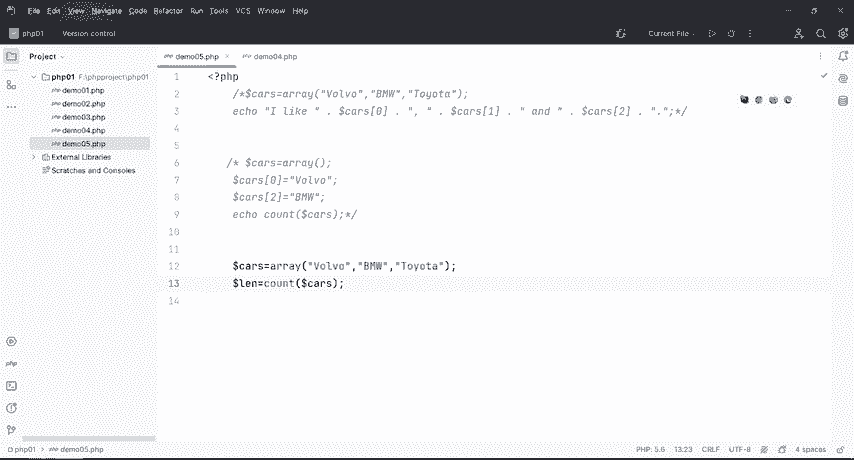 File Edit View Navigate Code Refactor Run Tools VCS Window Help
php01 Version control Current File
Project
demo05.php demo04.php
php01 F:\phpproject\php01
demo01.php
demo02.php
demo03.php
demo04.php
demo05.php
External Libraries
Scratches and Consoles
1 <?php
2 /*$cars=array("Volvo","BMW","Toyota");
3 echo "I like " . $cars[0] . ", " . $cars[1] . " and " . $cars[2] . ".";*/
4
5
6 /* $cars=array();
7 $cars[0]="Volvo";
8 $cars[2]="BMW";
9 echo count($cars);*/
10
11
12 $cars=array("Volvo","BMW","Toyota");
13 $len=count($cars);
14
php01 > demo05.php PHP: 5.6 13:23 CRLF UTF-8 4 spaces